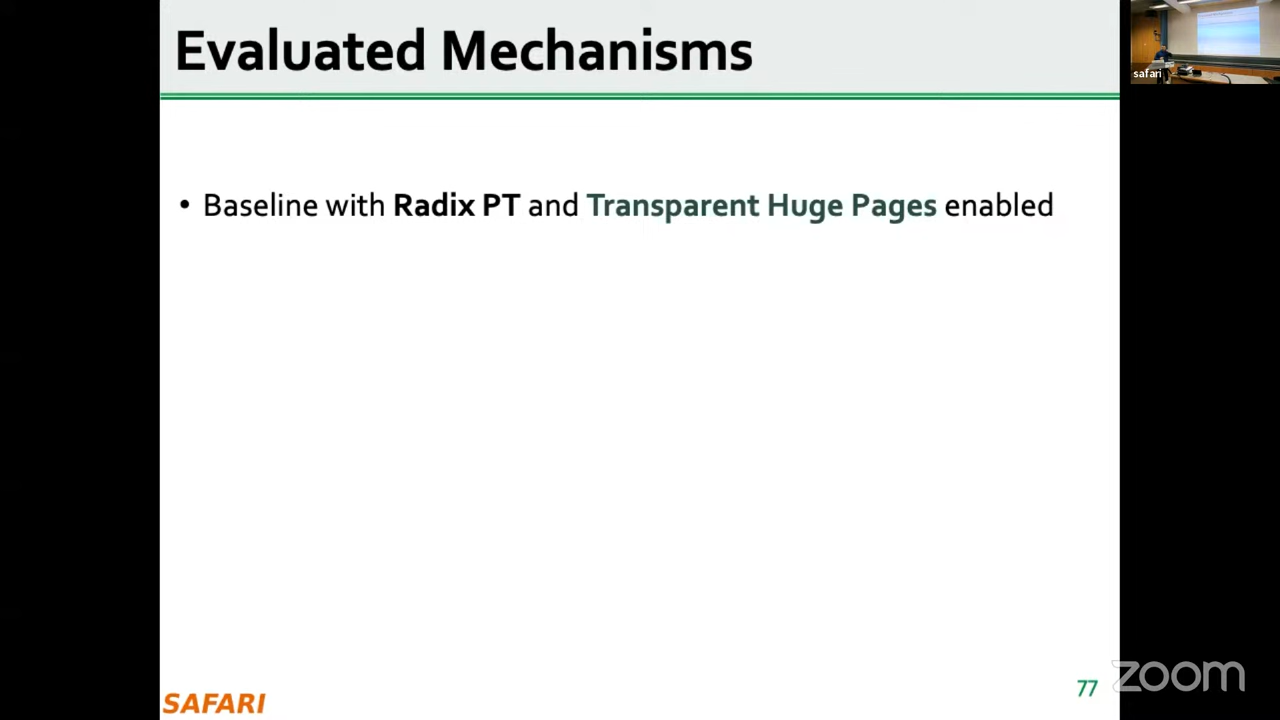 Evaluated Mechanisms
safari
• Baseline with Radix PT and Transparent Huge Pages enabled
SAFARI
77
zoom